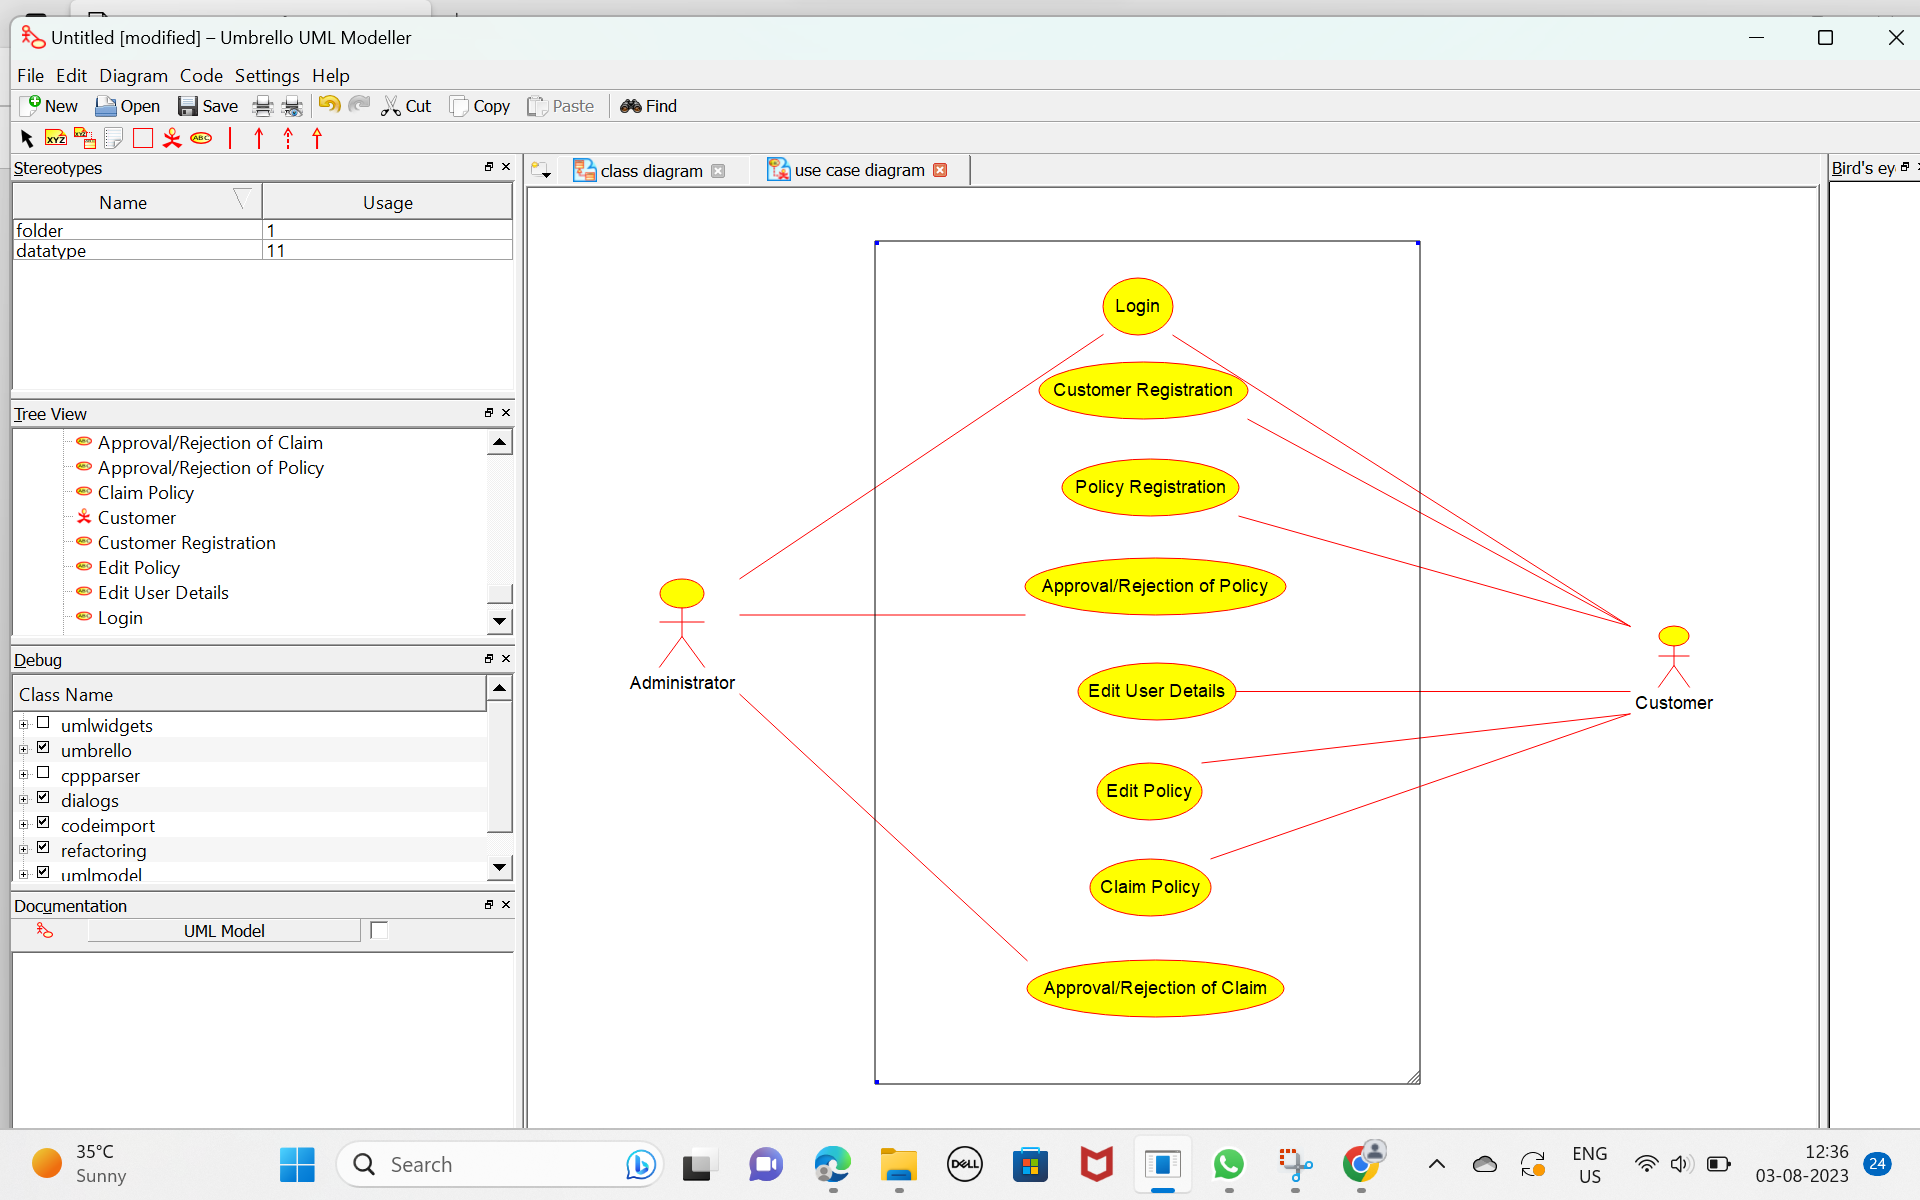 Untitled [modified] – Umbrello UML Modeller
File Edit Diagram Code Settings Help
New Open Save Cut Copy Paste Find
XYZ ABC
Stereotypes
Name Usage
folder 1
datatype 11
Tree View
Approval/Rejection of Claim
Approval/Rejection of Policy
Claim Policy
Customer
Customer Registration
Edit Policy
Edit User Details
Login
Debug
Class Name
umlwidgets
umbrello
cppparser
dialogs
codeimport
refactoring
umlmodel
Documentation
UML Model
class diagram
use case diagram
Bird's ey
Login
Customer Registration
Policy Registration
Approval/Rejection of Policy
Edit User Details
Edit Policy
Claim Policy
Approval/Rejection of Claim
Administrator
Customer
35°C
Sunny
Search
DELL
ENG
US
12:36
03-08-2023
24